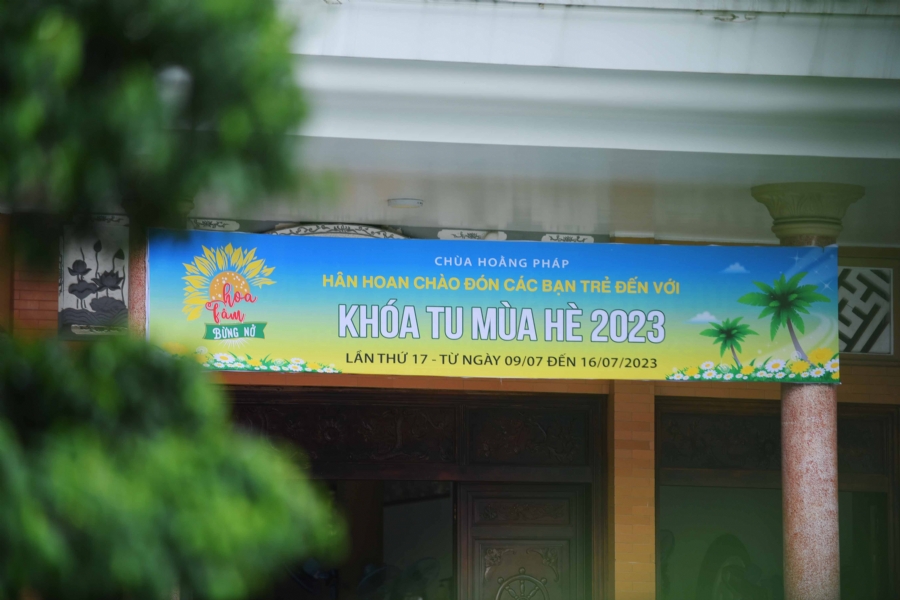 CHÙA HOẰNG PHÁP
HÂN HOAN CHÀO ĐÓN CÁC BẠN TRẺ ĐẾN VỚI
KHÓA TU MÙA HÈ 2023
LẦN THỨ 17 - TỪ NGÀY 09/07 ĐẾN 16/07/2023
hoa
tâm
BỪNG NỞ